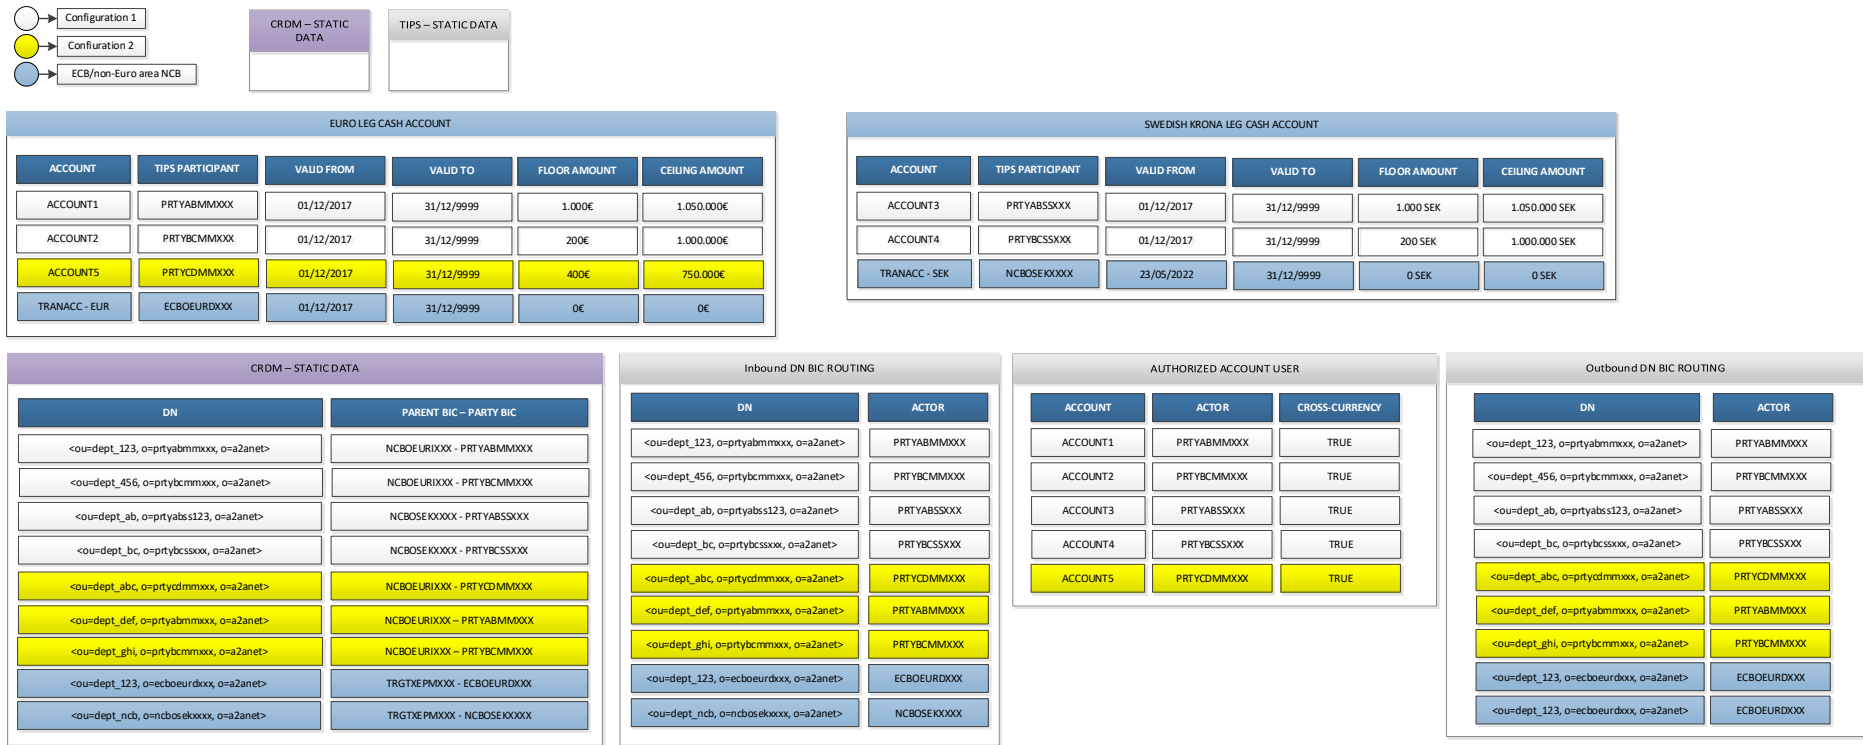 Configuration 1
Confiuration 2
ECB/non-Euro area NCB
CRDM – STATIC
DATA
TIPS – STATIC DATA
EURO LEG CASH ACCOUNT
ACCOUNT TIPS PARTICIPANT VALID FROM VALID TO FLOOR AMOUNT CEILING AMOUNT
ACCOUNT1 PRTYABMMXXX 01/12/2017 31/12/9999 1.000€ 1.050.000€
ACCOUNT2 PRTYBCMMXXX 01/12/2017 31/12/9999 200€ 1.000.000€
ACCOUNT5 PRTYCDMMXXX 01/12/2017 31/12/9999 400€ 750.000€
TRANACC - EUR ECBOEURDXXX 01/12/2017 31/12/9999 0€ 0€
SWEDISH KRONA LEG CASH ACCOUNT
ACCOUNT TIPS PARTICIPANT VALID FROM VALID TO FLOOR AMOUNT CEILING AMOUNT
ACCOUNT3 PRTYABSSXXX 01/12/2017 31/12/9999 1.000 SEK 1.050.000 SEK
ACCOUNT4 PRTYBCSSXXX 01/12/2017 31/12/9999 200 SEK 1.000.000 SEK
TRANACC - SEK NCBOSEKXXXX 23/05/2022 31/12/9999 0 SEK 0 SEK
CRDM – STATIC DATA
DN PARENT BIC – PARTY BIC
<ou=dept_123, o=prtyabmmxxx, o=a2anet> NCBOEURIXXX - PRTYABMMXXX
<ou=dept_456, o=prtybcmmxxx, o=a2anet> NCBOEURIXXX - PRTYBCMMXXX
<ou=dept_ab, o=prtyabss123, o=a2anet> NCBOSEKXXXX - PRTYABSSXXX
<ou=dept_bc, o=prtybcssxxx, o=a2anet> NCBOSEKXXXX - PRTYBCSSXXX
<ou=dept_abc, o=prtycdmmxxx, o=a2anet> NCBOEURIXXX - PRTYCDMMXXX
<ou=dept_def, o=prtyabmmxxx, o=a2anet> NCBOEURIXXX – PRTYABMMXXX
<ou=dept_ghi, o=prtybcmmxxx, o=a2anet> NCBOEURIXXX – PRTYBCMMXXX
<ou=dept_123, o=ecboeurdxxx, o=a2anet> TRGTXEPMXXX - ECBOEURDXXX
<ou=dept_ncb, o=ncbosekxxxx, o=a2anet> TRGTXEPMXXX - NCBOSEKXXXX
Inbound DN BIC ROUTING
DN ACTOR
<ou=dept_123, o=prtyabmmxxx, o=a2anet> PRTYABMMXXX
<ou=dept_456, o=prtybcmmxxx, o=a2anet> PRTYBCMMXXX
<ou=dept_ab, o=prtyabss123, o=a2anet> PRTYABSSXXX
<ou=dept_bc, o=prtybcssxxx, o=a2anet> PRTYBCSSXXX
<ou=dept_abc, o=prtycdmmxxx, o=a2anet> PRTYCDMMXXX
<ou=dept_def, o=prtyabmmxxx, o=a2anet> PRTYABMMXXX
<ou=dept_ghi, o=prtybcmmxxx, o=a2anet> PRTYBCMMXXX
<ou=dept_123, o=ecboeurdxxx, o=a2anet> ECBOEURDXXX
<ou=dept_ncb, o=ncbosekxxxx, o=a2anet> NCBOSEKXXXX
AUTHORIZED ACCOUNT USER
ACCOUNT ACTOR CROSS-CURRENCY
ACCOUNT1 PRTYABMMXXX TRUE
ACCOUNT2 PRTYBCMMXXX TRUE
ACCOUNT3 PRTYABSSXXX TRUE
ACCOUNT4 PRTYBCSSXXX TRUE
ACCOUNT5 PRTYCDMMXXX TRUE
Outbound DN BIC ROUTING
DN ACTOR
<ou=dept_123, o=prtyabmmxxx, o=a2anet> PRTYABMMXXX
<ou=dept_456, o=prtybcmmxxx, o=a2anet> PRTYBCMMXXX
<ou=dept_ab, o=prtyabss123, o=a2anet> PRTYABSSXXX
<ou=dept_bc, o=prtybcssxxx, o=a2anet> PRTYBCSSXXX
<ou=dept_abc, o=prtycdmmxxx, o=a2anet> PRTYCDMMXXX
<ou=dept_def, o=prtyabmmxxx, o=a2anet> PRTYABMMXXX
<ou=dept_ghi, o=prtybcmmxxx, o=a2anet> PRTYBCMMXXX
<ou=dept_123, o=ecboeurdxxx, o=a2anet> ECBOEURDXXX
<ou=dept_123, o=ecboeurdxxx, o=a2anet> ECBOEURDXXX